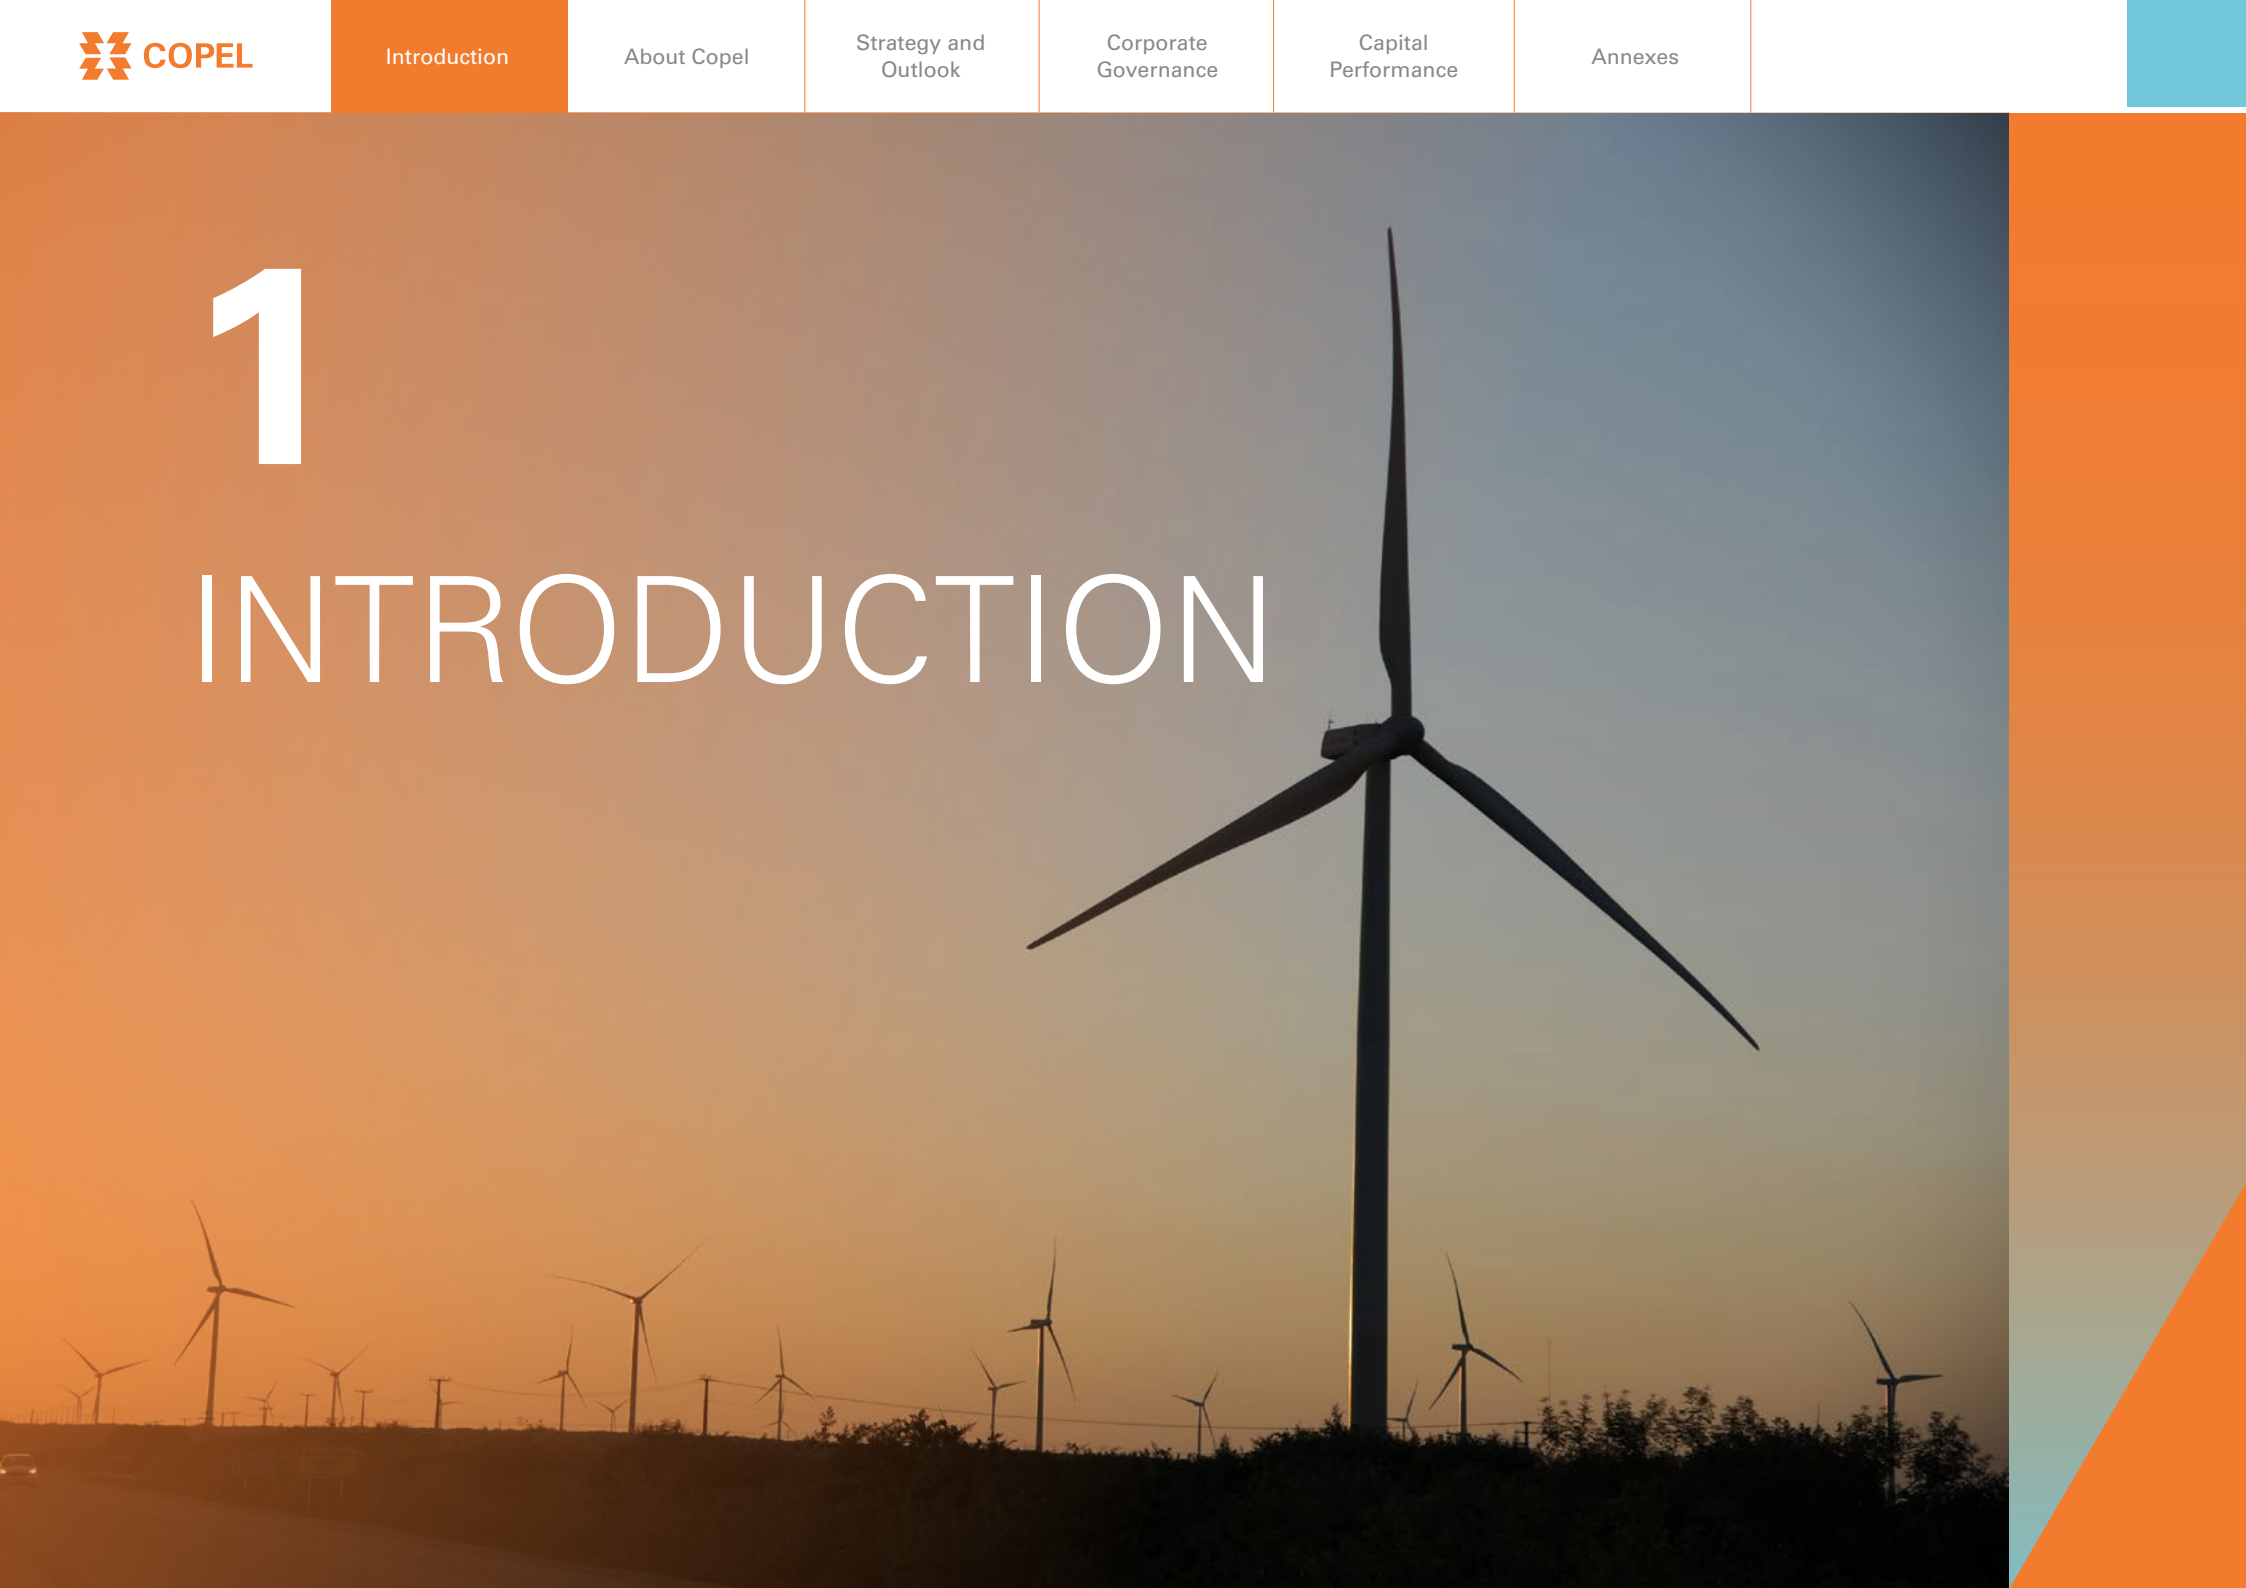 COPEL
Introduction
About Copel
Strategy and
Outlook
Corporate
Governance
Capital
Performance
Annexes
1
INTRODUCTION